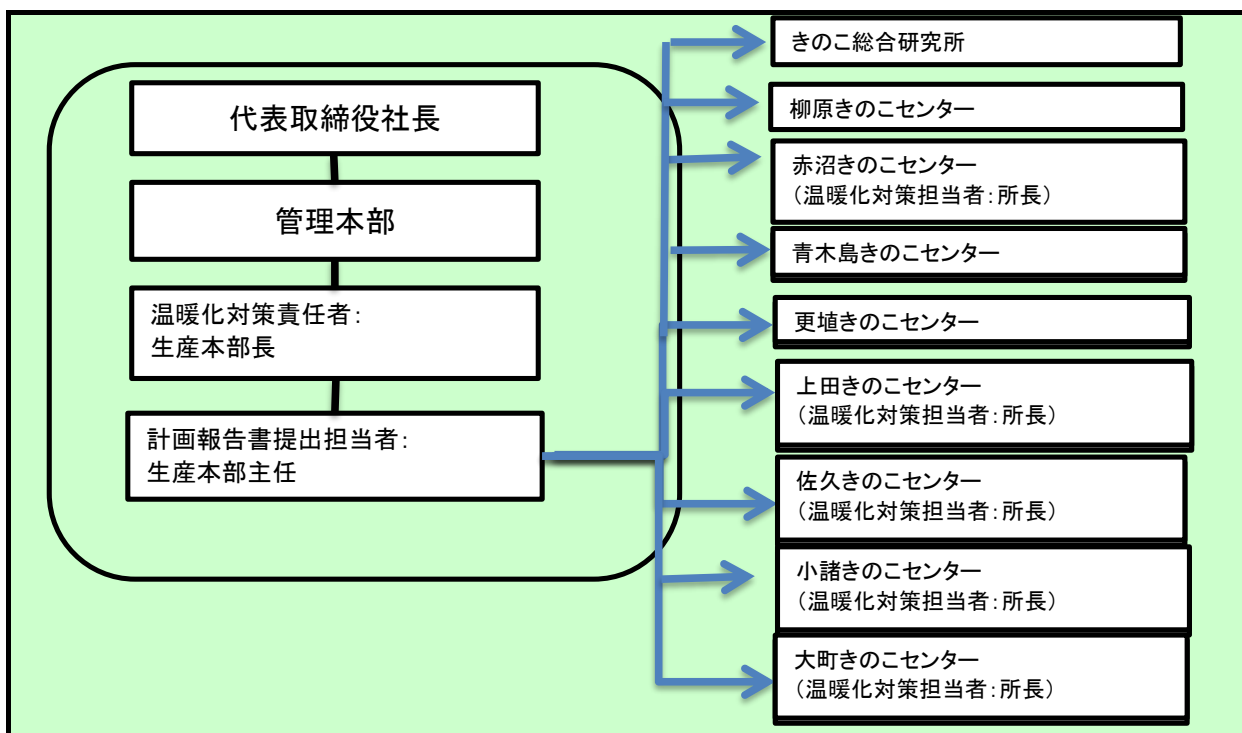 代表取締役社長
管理本部
温暖化対策責任者：
生産本部長
計画報告書提出担当者：
生産本部主任
きのこ総合研究所
柳原きのこセンター
赤沼きのこセンター
（温暖化対策担当者：所長）
青木島きのこセンター
更埴きのこセンター
上田きのこセンター
（温暖化対策担当者：所長）
佐久きのこセンター
（温暖化対策担当者：所長）
小諸きのこセンター
（温暖化対策担当者：所長）
大町きのこセンター
（温暖化対策担当者：所長）